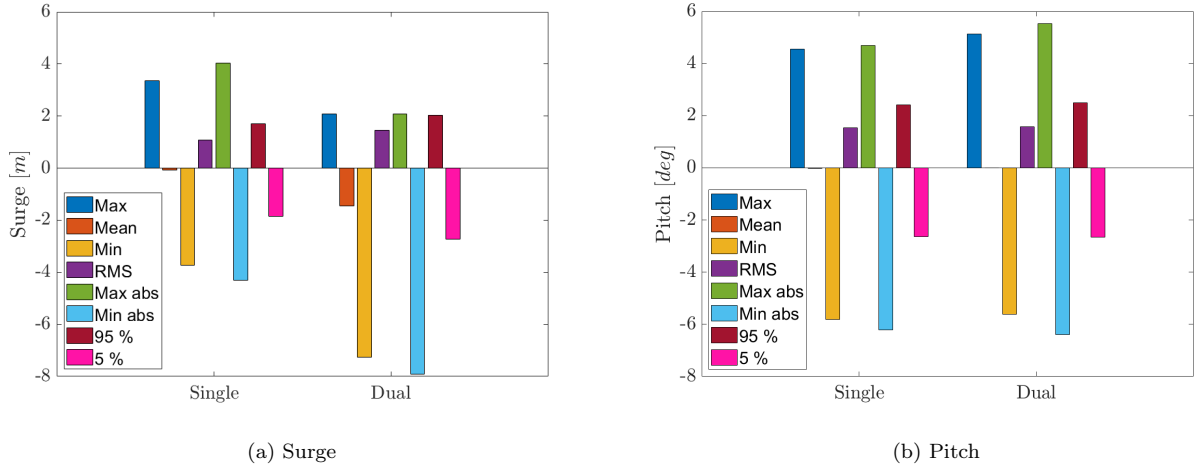 6
4
2
0
-2
-4
-6
-8
Surge [m]
Max
Mean
Min
RMS
Max abs
Min abs
95 %
5 %
Single
Dual
(a) Surge
6
4
2
0
-2
-4
-6
-8
Pitch [deg]
Max
Mean
Min
RMS
Max abs
Min abs
95 %
5 %
Single
Dual
(b) Pitch